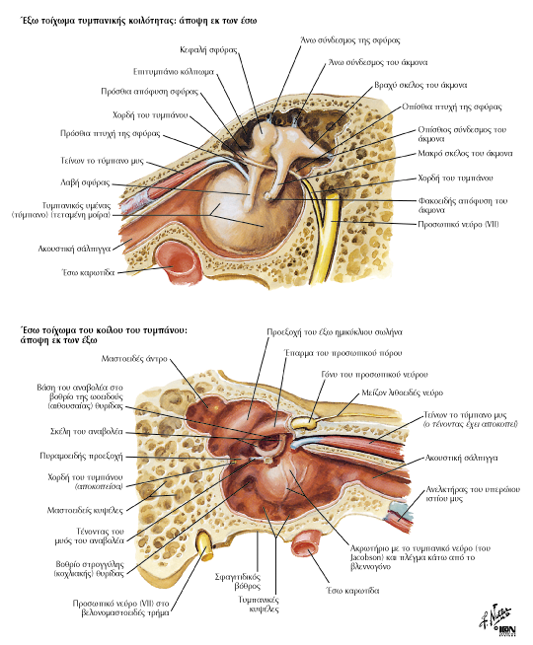 Έξω τοίχωμα τυμπανικής κοιλότητας: άποψη εκ των έσω
Άνω σύνδεσμος της σφύρας
Κεφαλή σφύρας
Άνω σύνδεσμος του άκμονα
Επιτυμπάνιο κόλπωμα
Βραχύ σκέλος του άκμονα
Πρόσθια απόφυση σφύρας
Οπίσθια πτυχή της σφύρας
Χορδή του τυμπάνου
Οπίσθιος σύνδεσμος του
άκμονα
Πρόσθια πτυχή της σφύρας
Μακρό σκέλος του άκμονα
Τείνων το τύμπανο μυς
Χορδή του τυμπάνου
Λαβή σφύρας
Φακοειδής απόφυση του
άκμονα
Τυμπανικός υμένας
(τύμπανο) (τεταμένη μοίρα)
Προσωπικό νεύρο (VII)
Ακουστική σάλπιγγα
Έσω καρωτίδα
Έσω τοίχωμα του κοίλου του τυμπάνου:
άποψη εκ των έξω
Προεξοχή του έξω ημικύκλιου σωλήνα
Μαστοειδές άντρο
Έπαρμα του προσωπικού πόρου
Γόνυ του προσωπικού νεύρου
Βάση του αναβολέα στο
βοθρίο της ωοειδούς
(αιθουσαίας) θυρίδας
Μείζον λιθοειδές νεύρο
Τείνων το τύμπανο μυς
(ο τένοντας έχει αποκοπεί)
Σκέλη του αναβολέα
Πυραμοειδής προεξοχή
Ακουστική σάλπιγγα
Χορδή του τυμπάνου
(αποκοπείσα)
Ανελκτήρας του υπερώιου
ιστίου μυς
Μαστοειδείς κυψέλες
Τένοντας του
μυός του αναβολέα
Ακρωτήριο με το τυμπανικό νεύρο (του
Jacobson) και πλέγμα κάτω από το
βλεννογόνο
Βοθρίο στρογγύλης
(κοχλιακής) θυρίδας
Σφαγιτιδικός
βόθρος
Έσω καρωτίδα
Τυμπανικές
κυψέλες
Προσωπικό νεύρο (VII) στο
βελονομαστοειδές τρήμα